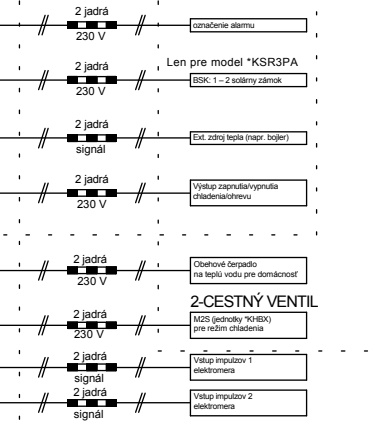 2 jadrá
230 V
označenie alarmu
Len pre model *KSR3PA
2 jadrá
230 V
BSK: 1 – 2 solárny zámok
2 jadrá
signál
Ext. zdroj tepla (napr. bojler)
2 jadrá
230 V
Výstup zapnutia/vypnutia
chladenia/ohrevu
2 jadrá
230 V
Obehové čerpadlo
na teplú vodu pre domácnosť
2-CESTNÝ VENTIL
2 jadrá
230 V
M2S (jednotky *KHBX)
pre režim chladenia
2 jadrá
signál
Vstup impulzov 1
elektromera
2 jadrá
signál
Vstup impulzov 2
elektromera